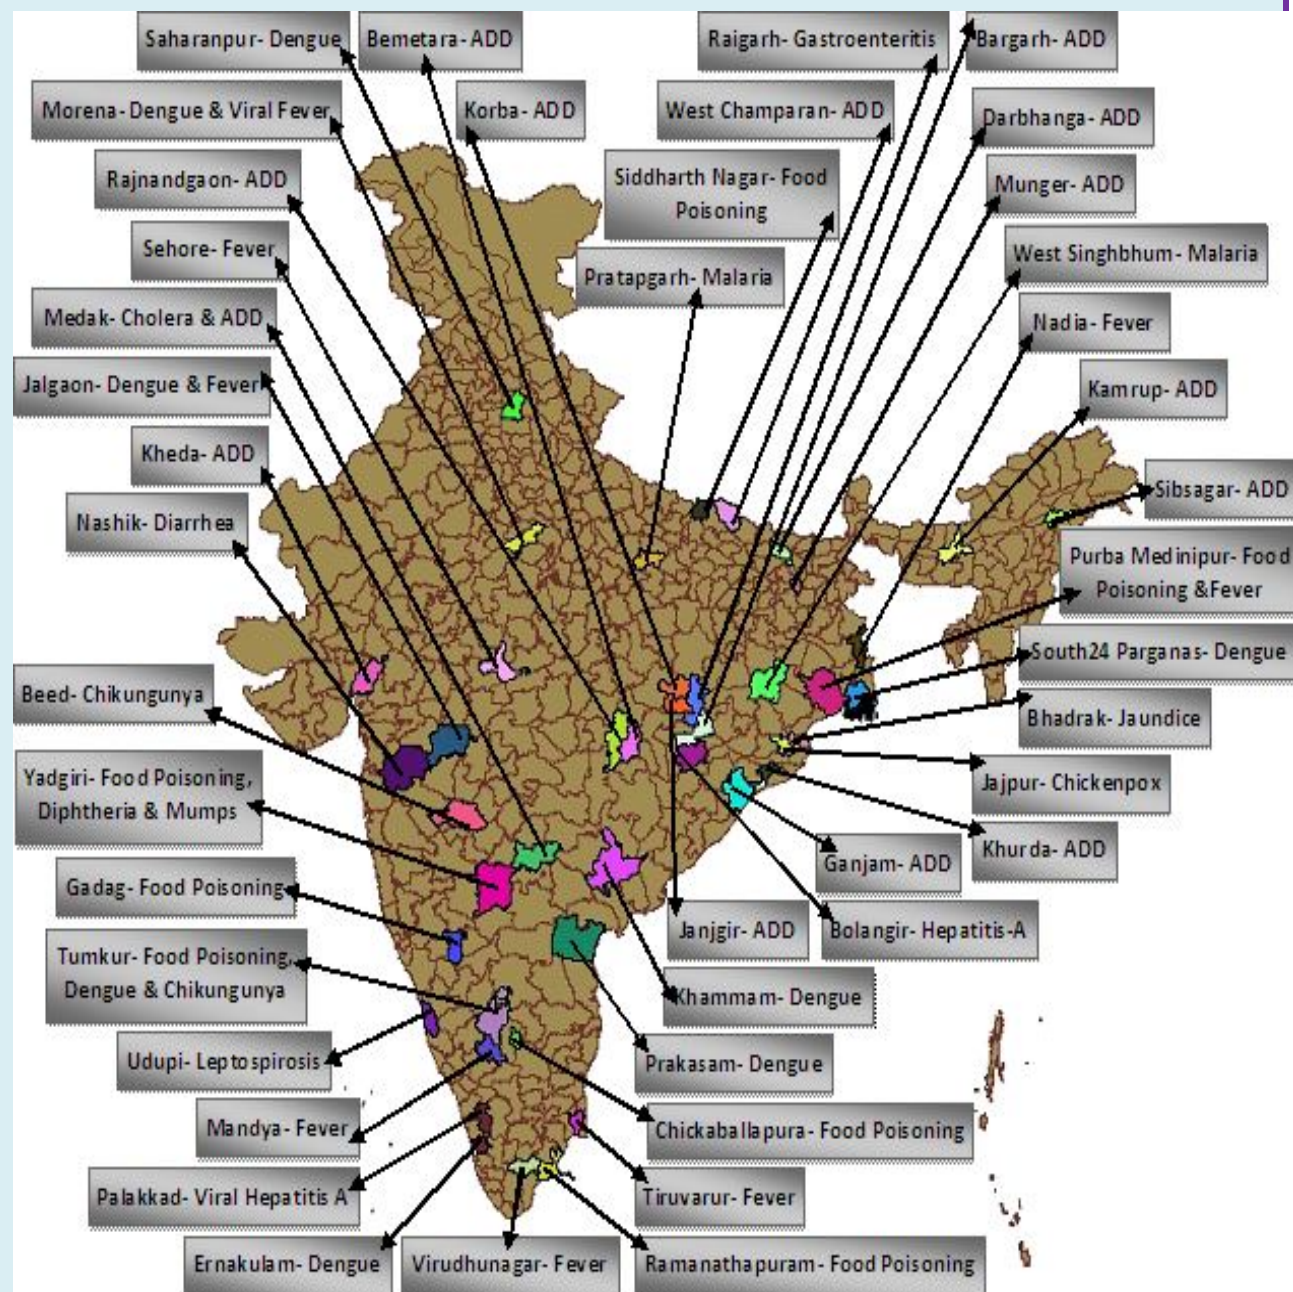 Saharanpur- Dengue
Bemetara- ADD
Raigarh- Gastroenteritis
Bargarh- ADD
Morena- Dengue & Viral Fever
Korba- ADD
West Champaran- ADD
Darbhanga- ADD
Rajnandgaon- ADD
Siddharth Nagar- Food
Poisoning
Munger- ADD
Sehore- Fever
Pratapgarh- Malaria
West Singhbhum- Malaria
Medak- Cholera & ADD
Nadia- Fever
Jalgaon- Dengue & Fever
Kamrup- ADD
Kheda- ADD
Sibsagar- ADD
Nashik- Diarrhea
Purba Medinipur- Food
Poisoning &Fever
South24 Parganas- Dengue
Beed- Chikungunya
Bhadrak- Jaundice
Yadgiri- Food Poisoning,
Diphtheria & Mumps
Jajpur- Chickenpox
Khurda- ADD
Ganjam- ADD
Gadag- Food Poisoning
Janjgir- ADD
Bolangir- Hepatitis-A
Tumkur- Food Poisoning,
Dengue & Chikungunya
Khammam- Dengue
Udupi- Leptospirosis
Prakasam- Dengue
Mandya- Fever
Chickaballapura- Food Poisoning
Palakkad- Viral Hepatitis A
Tiruvarur- Fever
Ernakulam- Dengue
Virudhunagar- Fever
Ramanathapuram- Food Poisoning